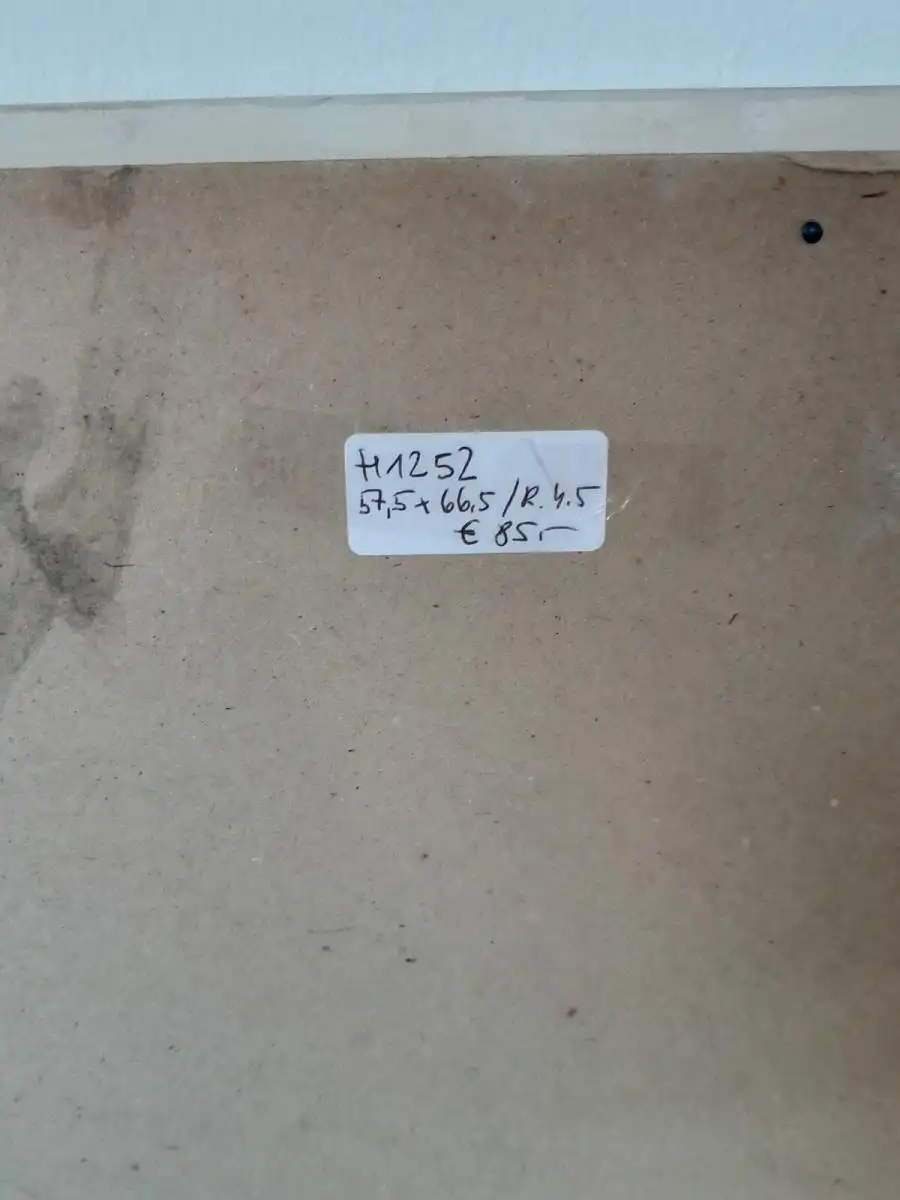 H1252
57,5 x 66,5 / R. 4.5
€ 85,-